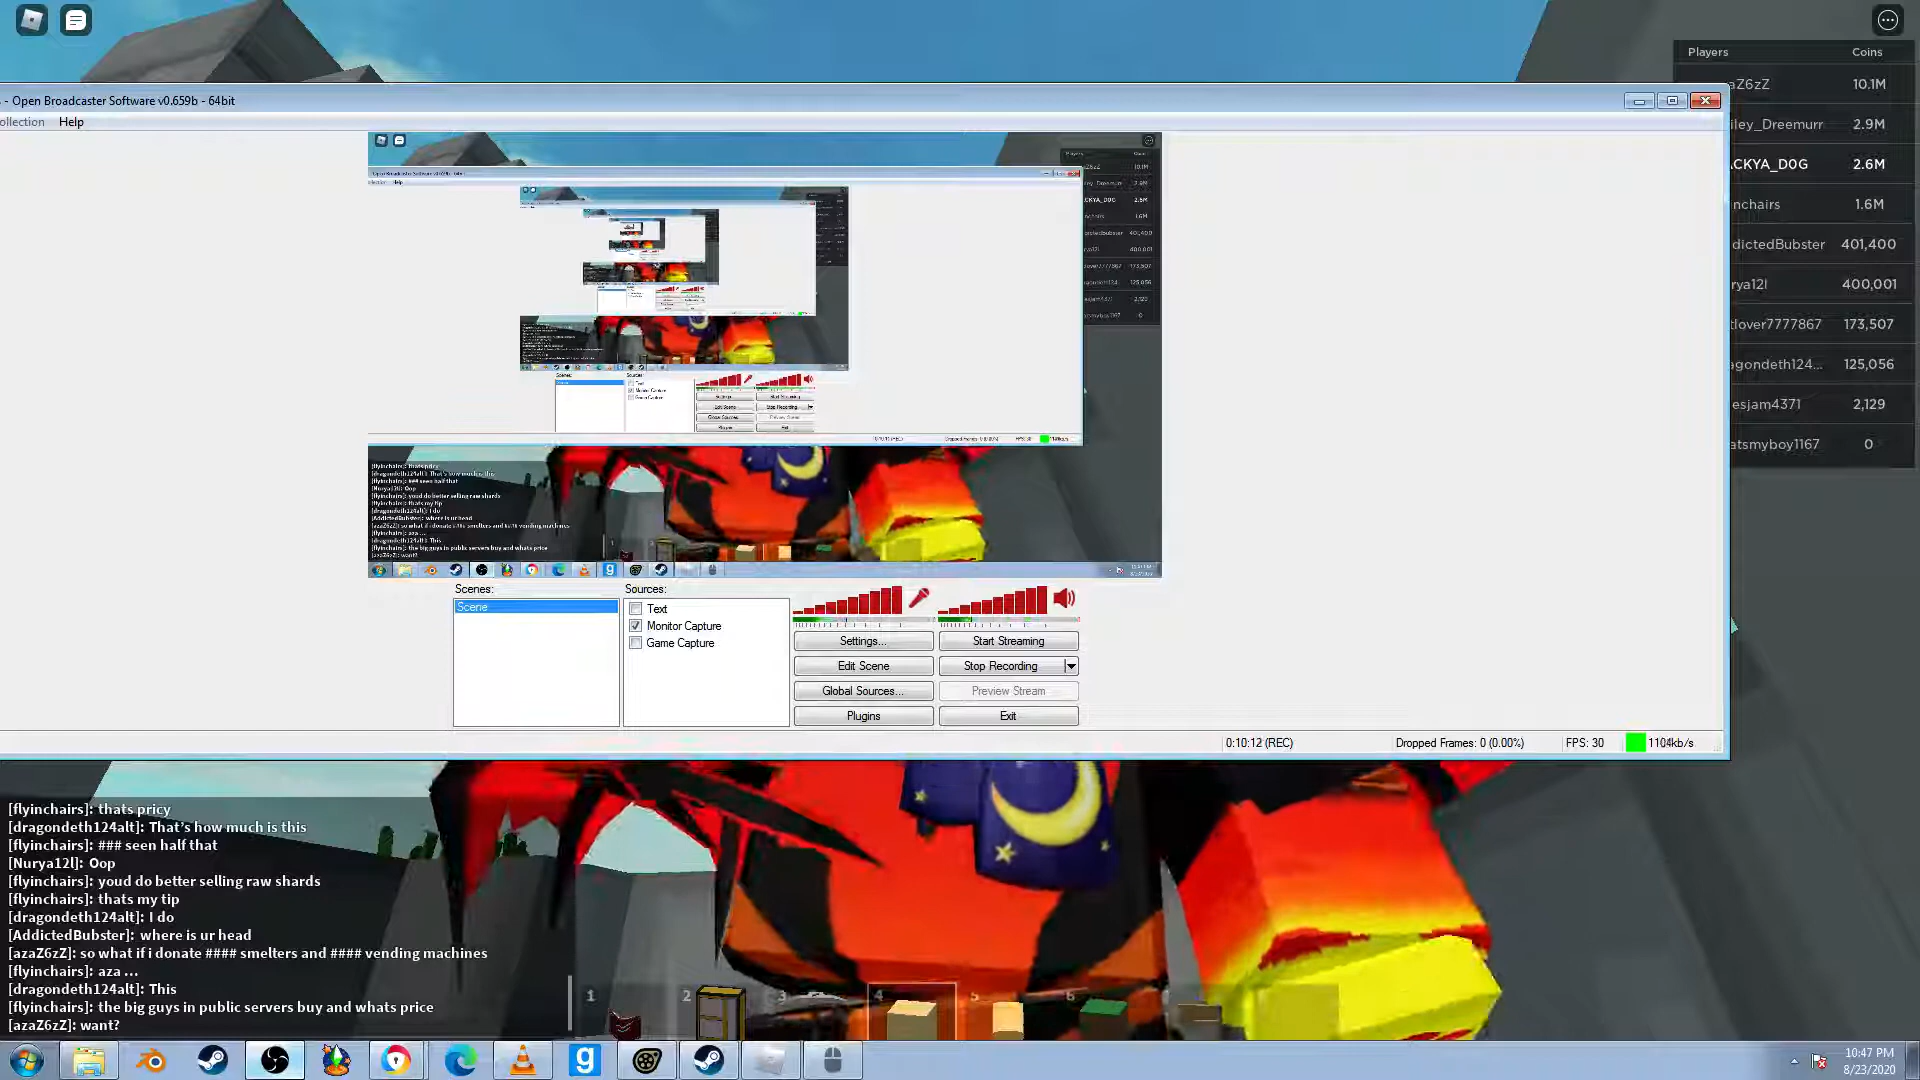 Players Coins
aZ6zZ 10.1M
- Open Broadcaster Software v0.659b - 64bit
ollection Help
iley_Dreemurr 2.9M
ACKYA_D0G 2.6M
inchairs 1.6M
dictedBubster 401,400
rya12l 400,001
tlover7777867 173,507
agondeth124... 125,056
esjam4371 2,129
atsmyboy1167 0
Scenes:
Scene
Sources:
Text
Monitor Capture
Game Capture
Settings... Start Streaming
Edit Scene Stop Recording
Global Sources... Preview Stream
Plugins Exit
0:10:12 (REC) Dropped Frames: 0 (0.00%) FPS: 30 1104kb/s
[flyinchairs]: thats pricy
[dragondeth124alt]: That's how much is this
[flyinchairs]: ### seen half that
[Nurya12l]: Oop
[flyinchairs]: youd do better selling raw shards
[flyinchairs]: thats my tip
[dragondeth124alt]: I do
[AddictedBubster]: where is ur head
[azaZ6zZ]: so what if i donate #### smelters and #### vending machines
[flyinchairs]: aza ...
[dragondeth124alt]: This
[flyinchairs]: the big guys in public servers buy and whats price
[azaZ6zZ]: want?
1 2 3 4 5 6
10:47 PM
8/23/2020